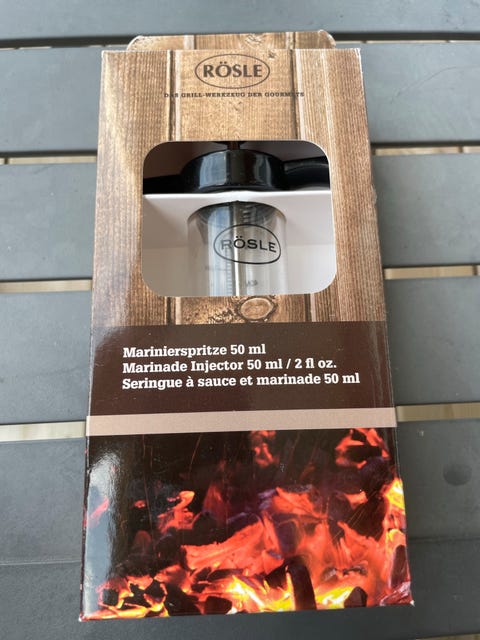 RÖSLE
DAS GRILL-WERKZEUG DER GOURMETS
RÖSLE
Marinierspritze 50 ml
Marinade Injector 50 ml / 2 fl oz.
Seringue à sauce et marinade 50 ml